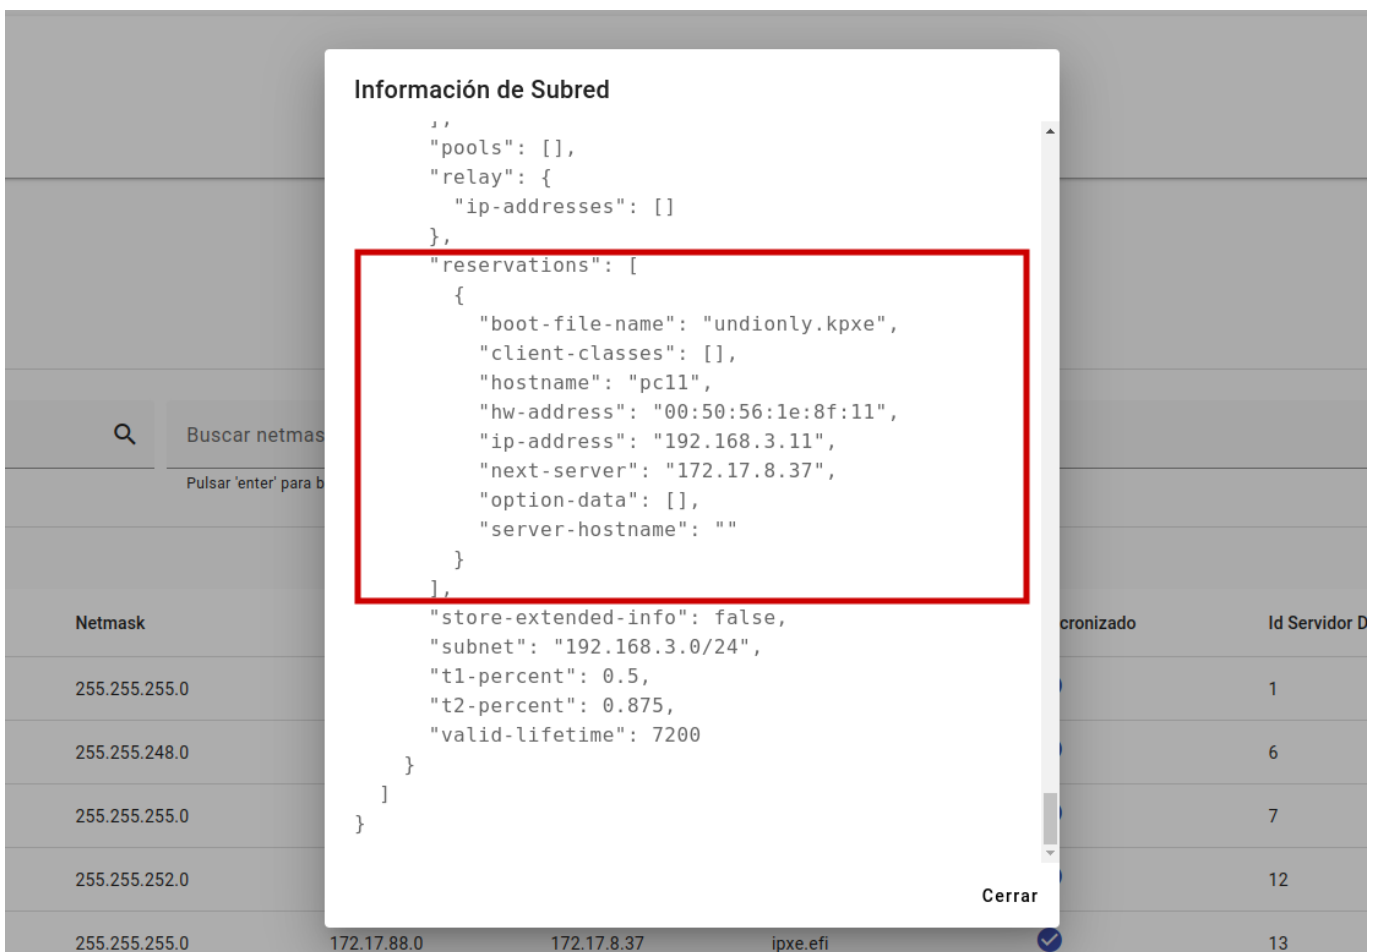 Información de Subred
],
"pools": [],
"relay": {
"ip-addresses": []
},
"reservations": [
{
"boot-file-name": "undionly.kpxe",
"client-classes": [],
"hostname": "pc11",
"hw-address": "00:50:56:1e:8f:11",
"ip-address": "192.168.3.11",
"next-server": "172.17.8.37",
"option-data": [],
"server-hostname": ""
}
],
"store-extended-info": false,
"subnet": "192.168.3.0/24",
"t1-percent": 0.5,
"t2-percent": 0.875,
"valid-lifetime": 7200
}
]
}
Cerrar
Buscar netmas
Pulsar 'enter' para b
Netmask cronizado Id Servidor D
255.255.255.0 1
255.255.248.0 6
255.255.255.0 7
255.255.252.0 12
255.255.255.0 172.17.88.0 172.17.8.37 ipxe.efi 13